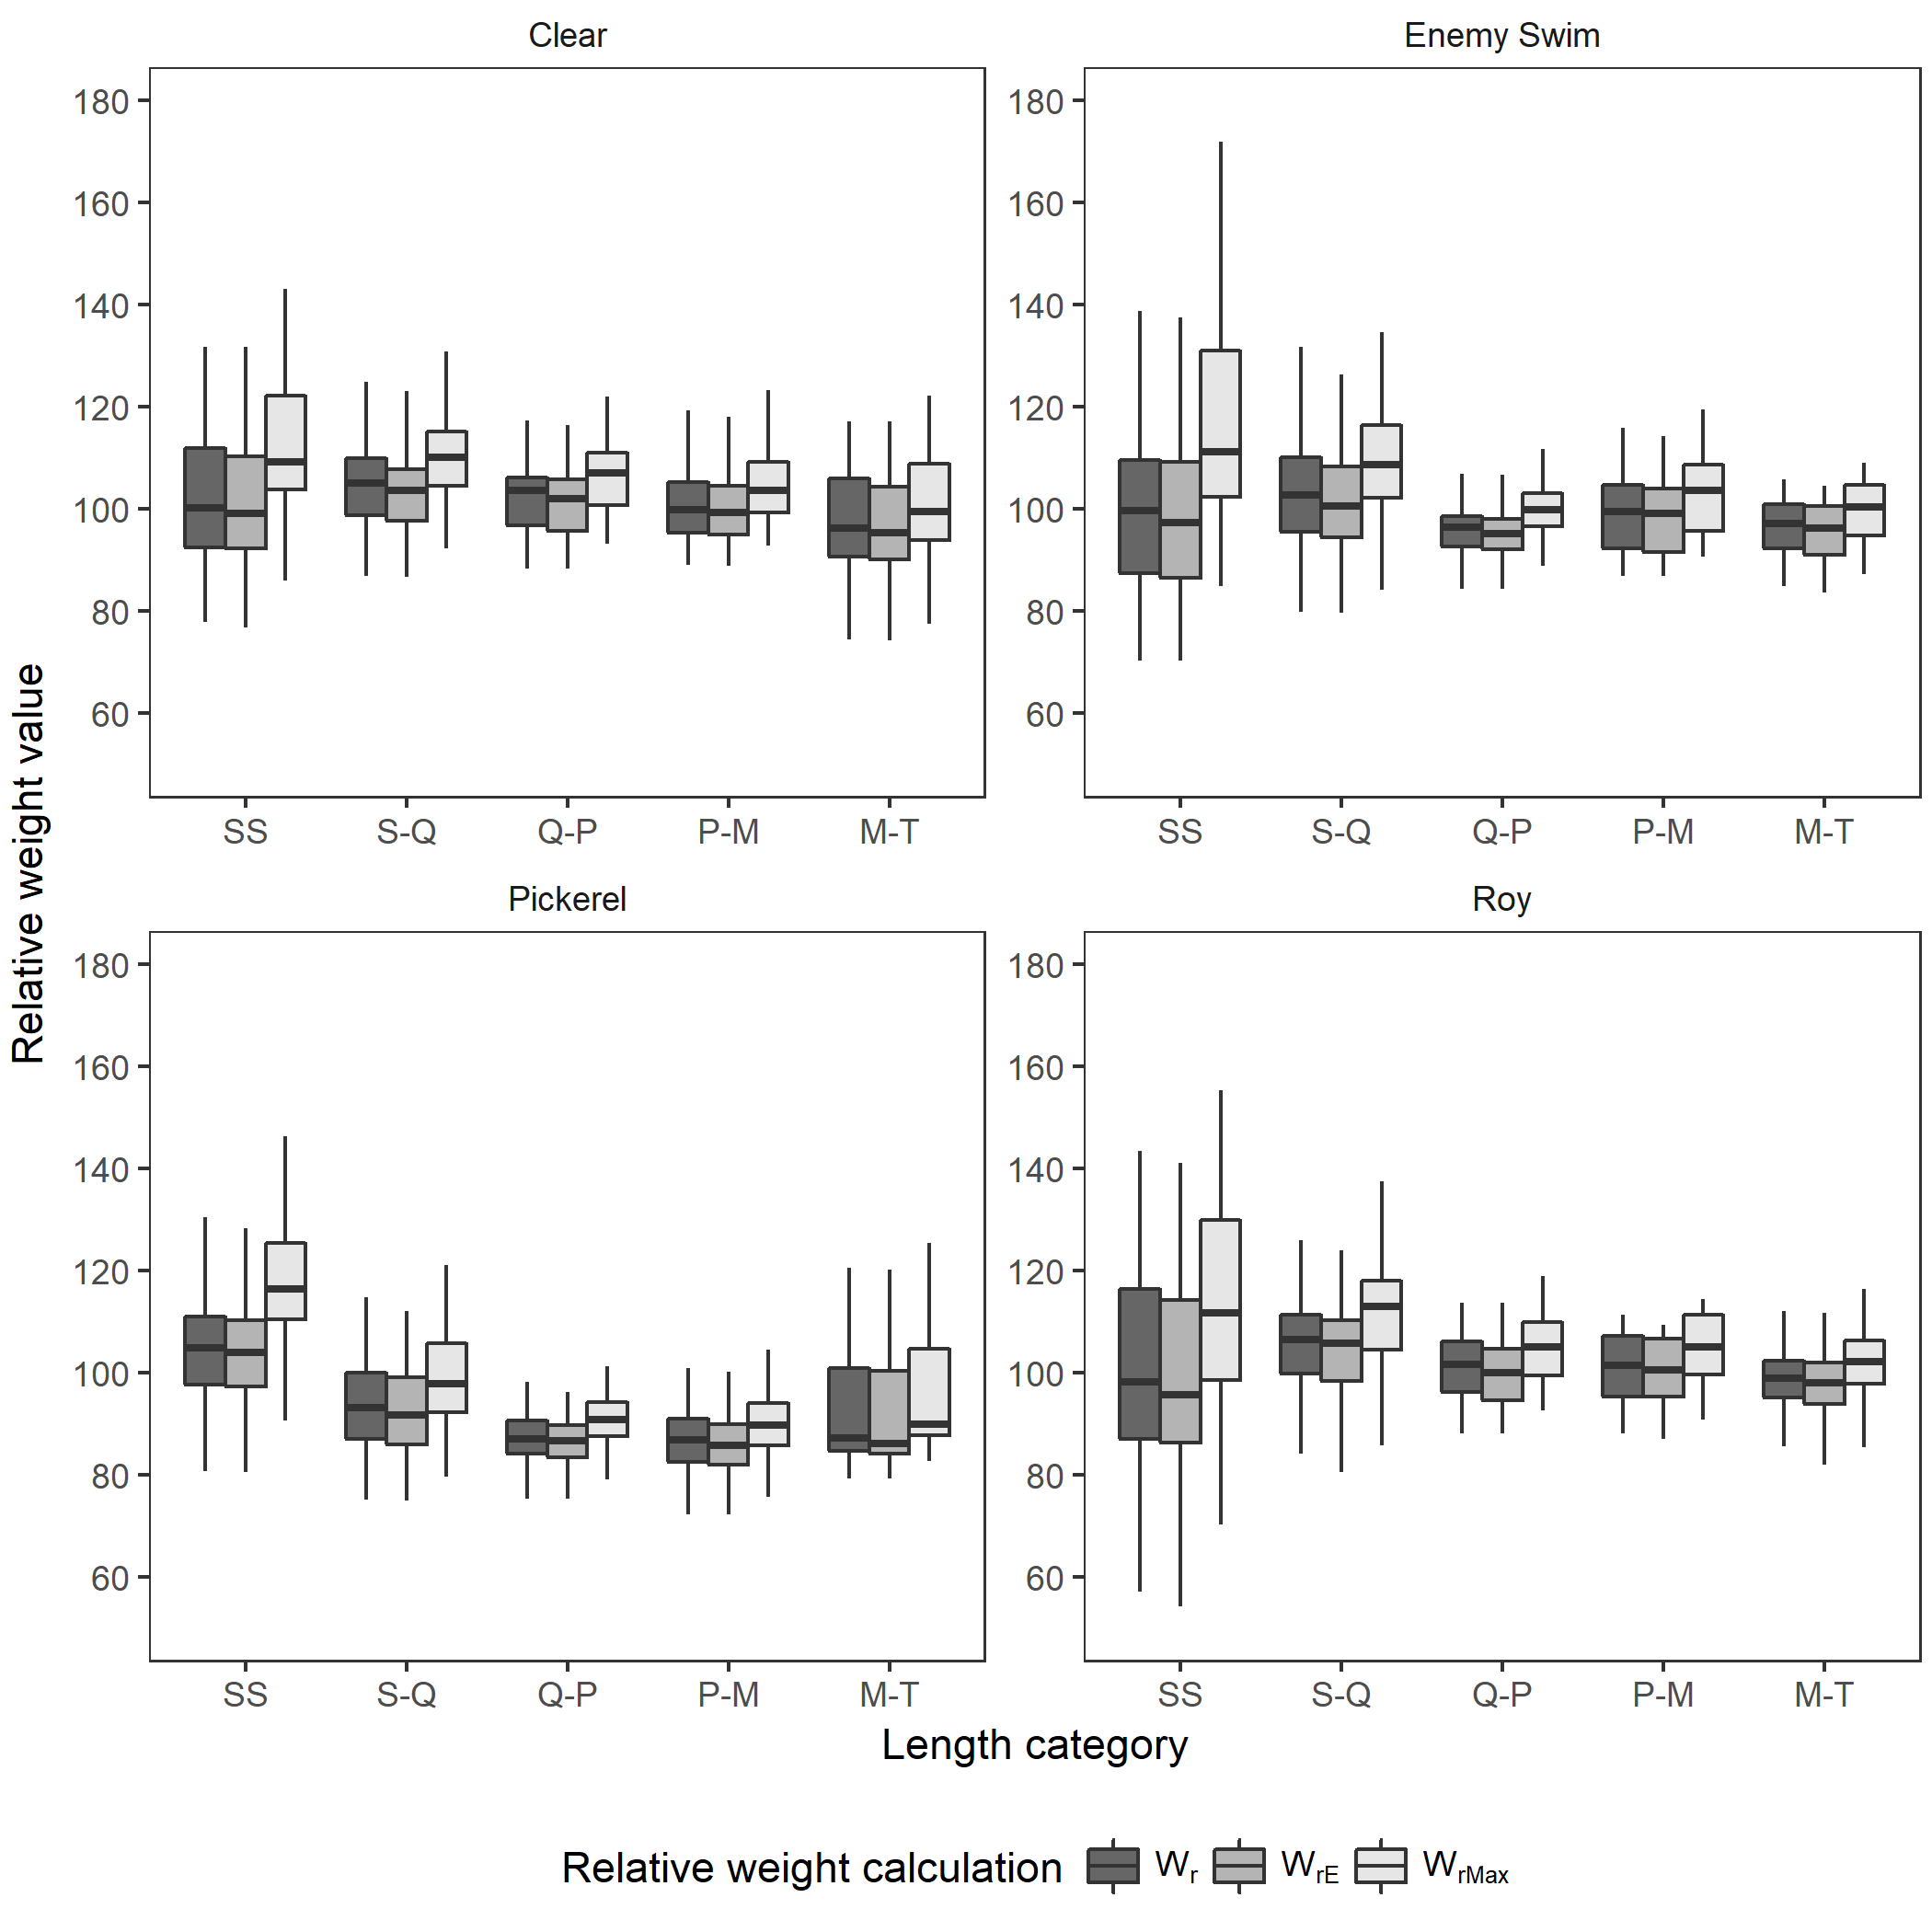 Clear
Enemy Swim
180
160
140
120
100
80
60
180
160
140
120
100
80
60
SS S-Q Q-P P-M M-T
SS S-Q Q-P P-M M-T
Relative weight value
Pickerel
Roy
180
160
140
120
100
80
60
180
160
140
120
100
80
60
SS S-Q Q-P P-M M-T
SS S-Q Q-P P-M M-T
Length category
Relative weight calculation Wr WrE WrMax